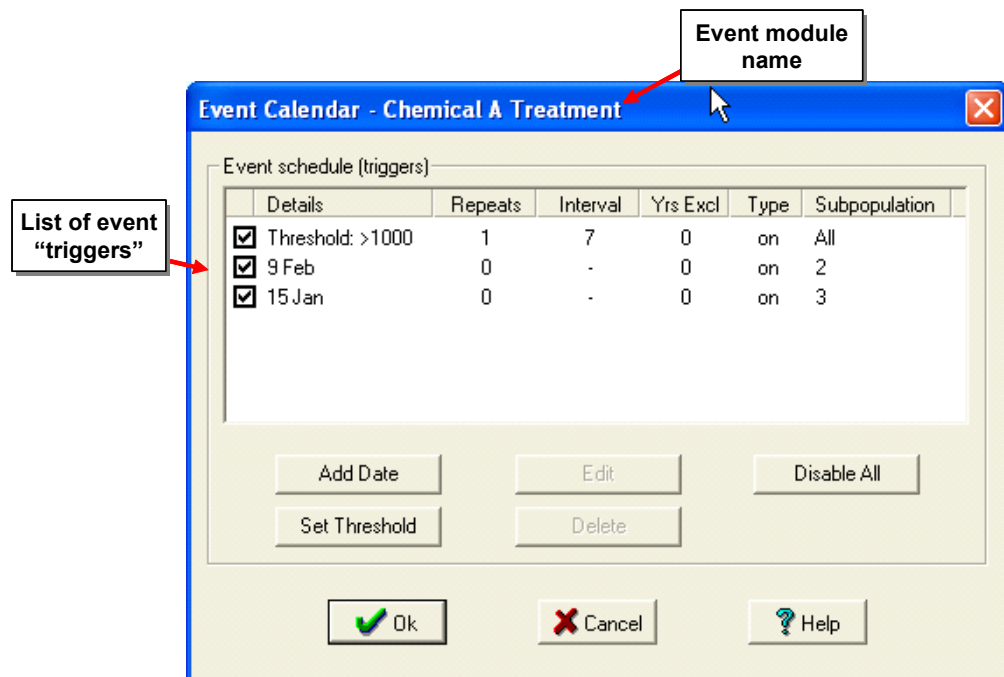 Event module
name
Event Calendar - Chemical A Treatment
Event schedule (triggers)
List of event
“triggers”
Details Repeats Interval Yrs Excl Type Subpopulation
Threshold: >1000 1 7 0 on All
9 Feb 0 - 0 on 2
15 Jan 0 - 0 on 3
Add Date Edit Disable All
Set Threshold Delete
Ok Cancel ? Help